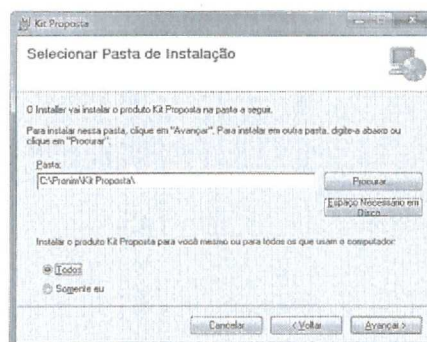 Kit Proposta
Selecionar Pasta de Instalação
O Installer vai instalar o produto Kit Proposta na pasta a seguir.
Para instalar nessa pasta, clique em "Avançar". Para instalar em outra pasta, digite-a abaixo ou
clique em "Procurar".
Pasta:
C:\Pronim\Kit Proposta\
Procurar...
Espaço Necessário em
Disco...
Instalar o produto Kit Proposta para você mesmo ou para todos os que usam o computador:
Todos
Somente eu
Cancelar
< Voltar
Avançar >